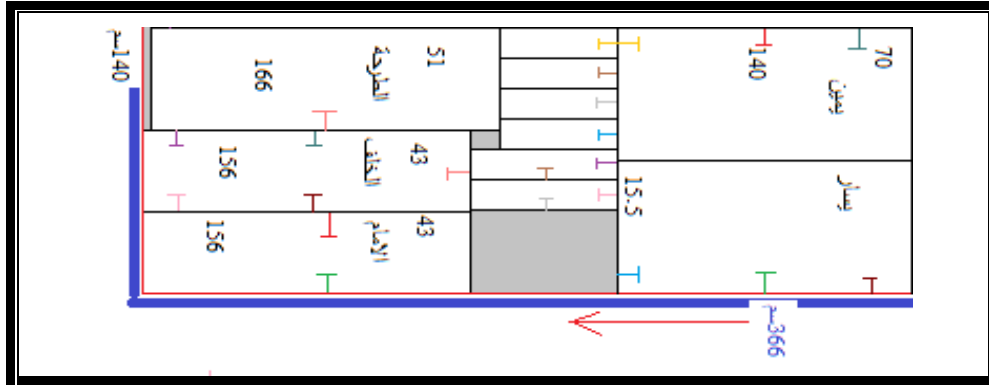 140سم
166
الطرحة
51
140
70
يمين
156
الخلف
43
15.5
يسار
156
الامام
43
366سم